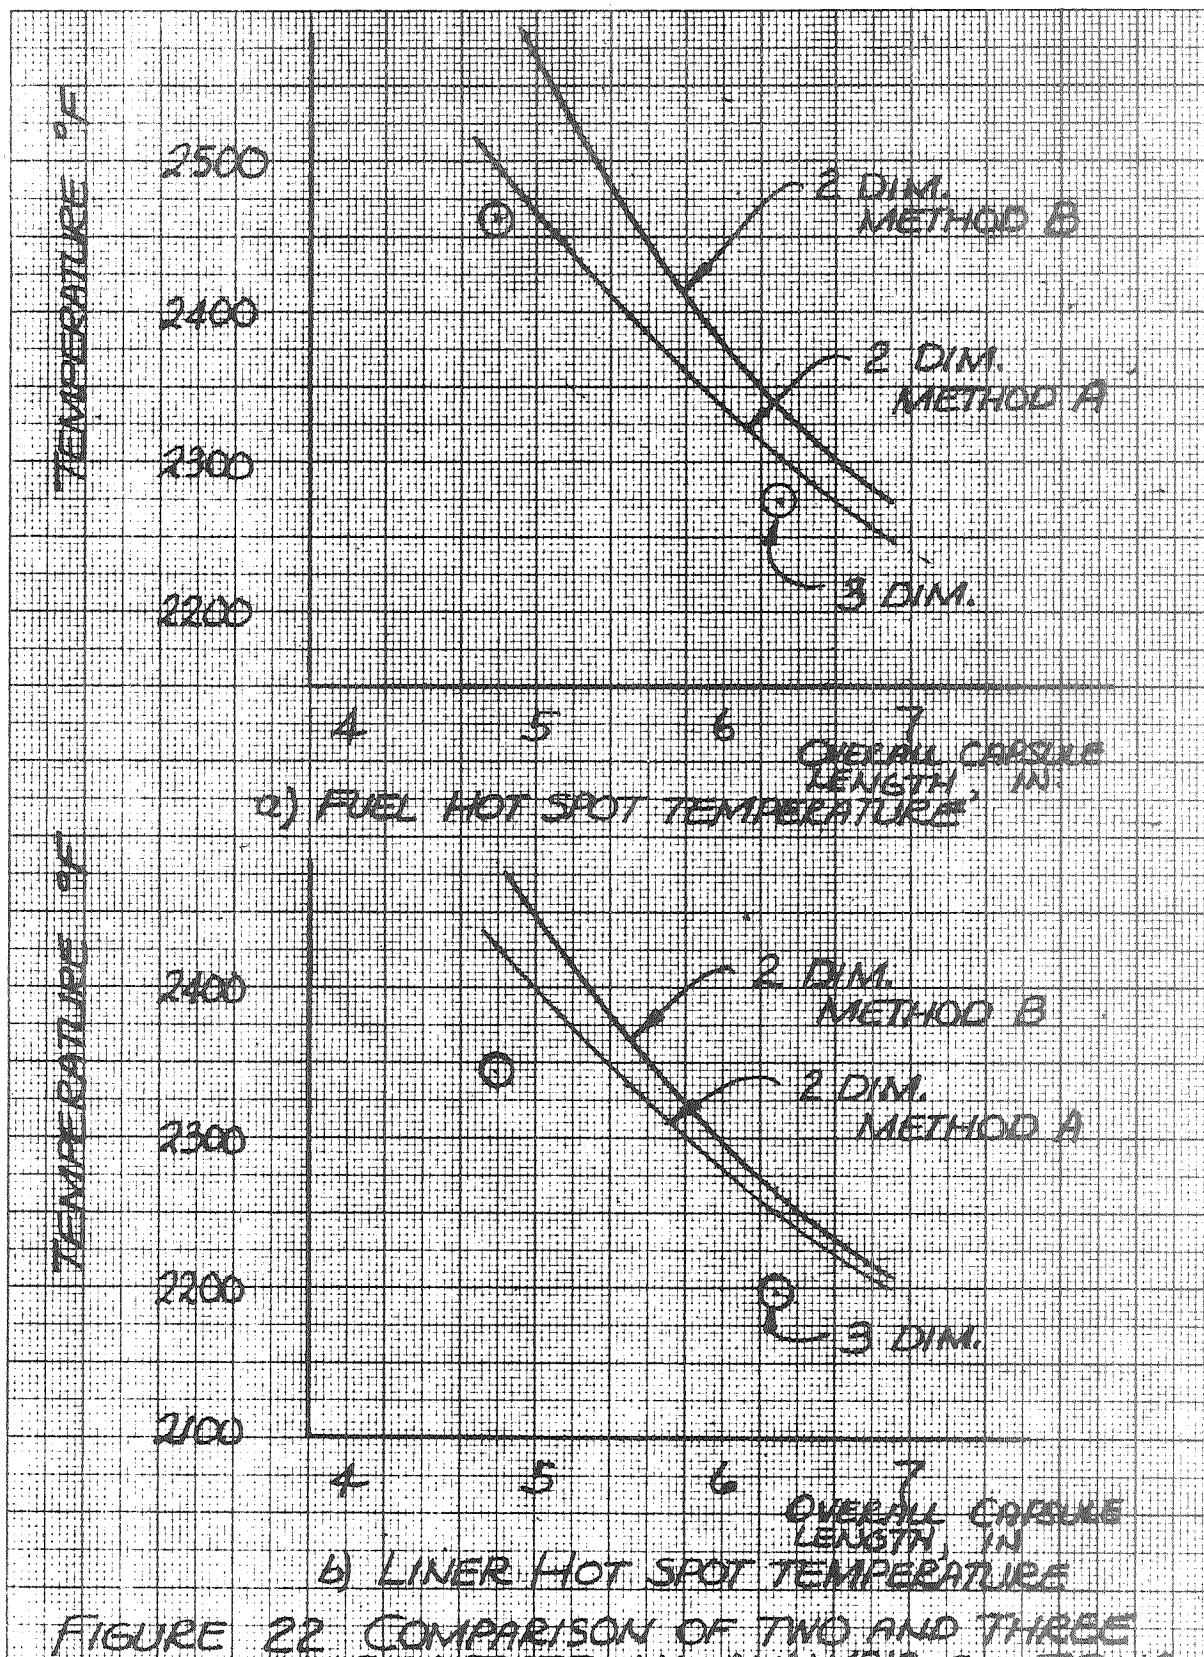 TEMPERATURE °F
2500
2400
2300
2200
2 DIM.
METHOD B
2 DIM.
METHOD A
3 DIM.
4 5 6 7
OVERALL CAPSULE
LENGTH, IN.
a) FUEL HOT SPOT TEMPERATURE
TEMPERATURE °F
2400
2300
2200
2100
2 DIM.
METHOD B
2 DIM.
METHOD A
3 DIM.
4 5 6 7
OVERALL CAPSULE
LENGTH, IN
b) LINER HOT SPOT TEMPERATURE
FIGURE 22 COMPARISON OF TWO AND THREE